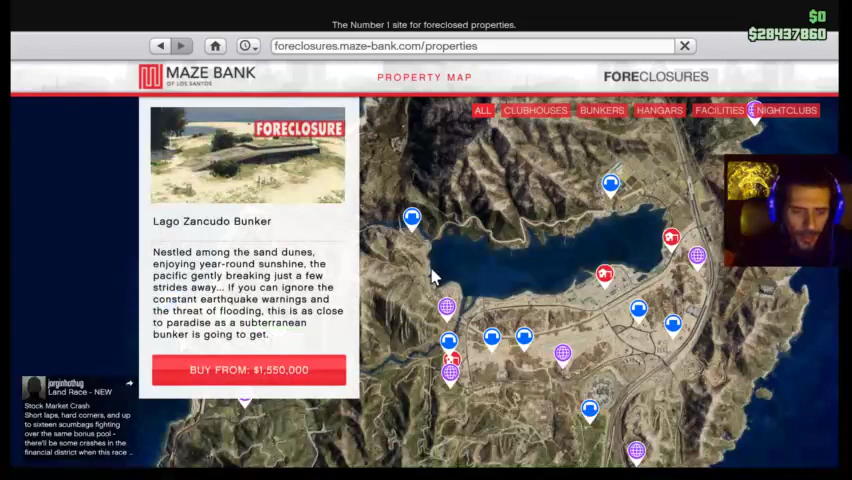 The Number 1 site for foreclosed properties.
$0
$28437860
foreclosures.maze-bank.com/properties
MAZE BANK
OF LOS SANTOS
PROPERTY MAP
FORECLOSURES
ALL
CLUBHOUSES
BUNKERS
HANGARS
FACILITIES
NIGHTCLUBS
FORECLOSURE
Lago Zancudo Bunker
Nestled among the sand dunes,
enjoying year-round sunshine, the
pacific gently breaking just a few
strides away... If you can ignore the
constant earthquake warnings and
the threat of flooding, this is as close
to paradise as a subterranean
bunker is going to get.
BUY FROM: $1,550,000
jorginhothug
Land Race - NEW
Stock Market Crash
Short laps, hard corners, and up
to sixteen scumbags fighting
over the same bonus pool -
there'll be some crashes in the
financial district when this race ..